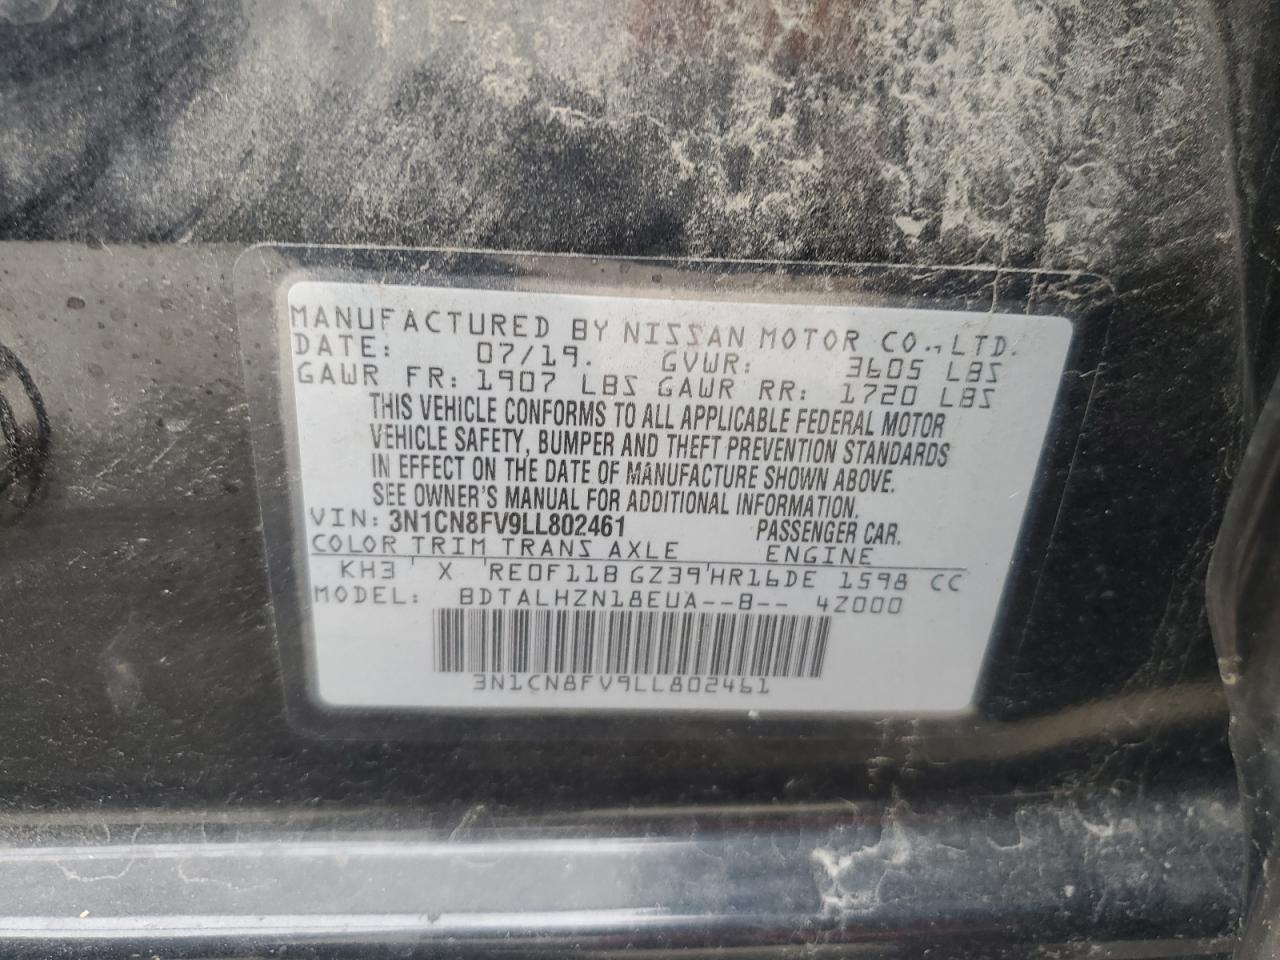 MANUFACTURED BY NISSAN MOTOR CO., LTD.
DATE: 07/19. GVWR: 3605 LBS
GAWR FR: 1907 LBS GAWR RR: 1720 LBS
THIS VEHICLE CONFORMS TO ALL APPLICABLE FEDERAL MOTOR
VEHICLE SAFETY, BUMPER AND THEFT PREVENTION STANDARDS
IN EFFECT ON THE DATE OF MANUFACTURE SHOWN ABOVE.
SEE OWNER'S MANUAL FOR ADDITIONAL INFORMATION.
VIN: 3N1CN8FV9LL802461 PASSENGER CAR.
COLOR TRIM TRANS AXLE ENGINE
KH3 X RE0F11B GZ39 HR16DE 1598 CC
MODEL: BDTALHZN18EUA--B-- 4Z000
3N1CN8FV9LL802461